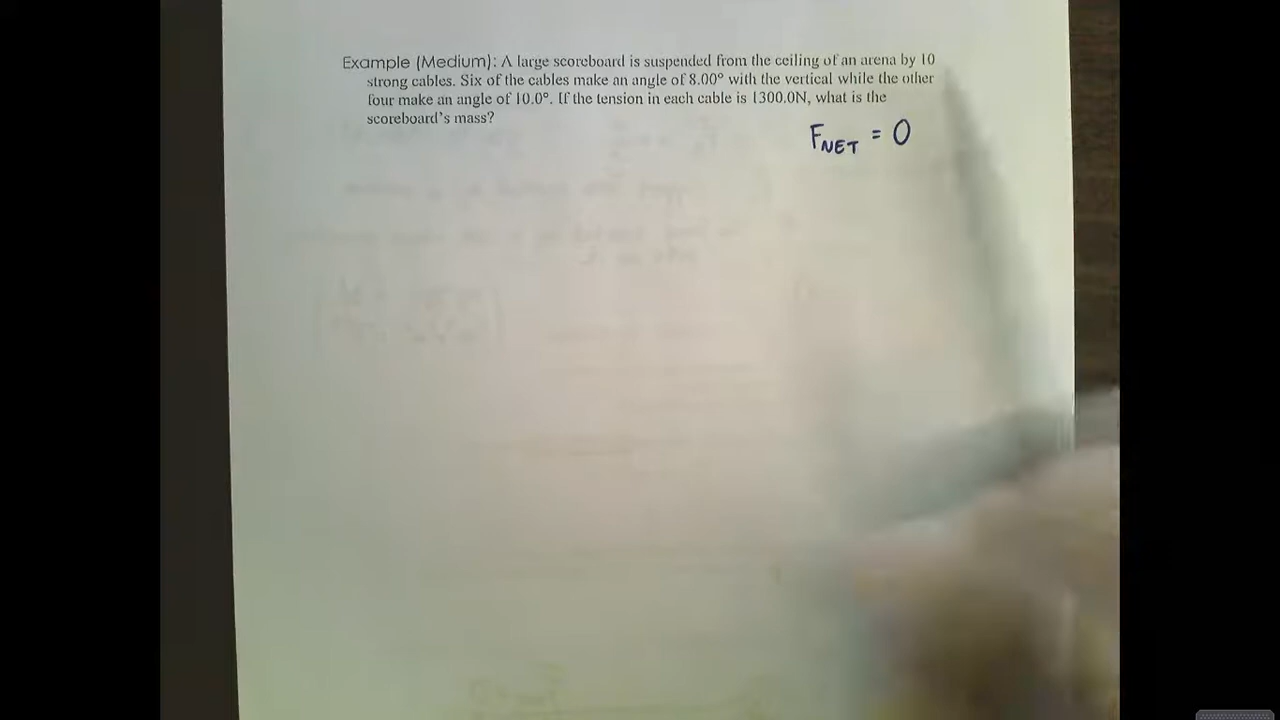 Example (Medium): A large scoreboard is suspended from the ceiling of an arena by 10
strong cables. Six of the cables make an angle of 8.00° with the vertical while the other
four make an angle of 10.0°. If the tension in each cable is 1300.0N, what is the
scoreboard's mass?
FNET = 0